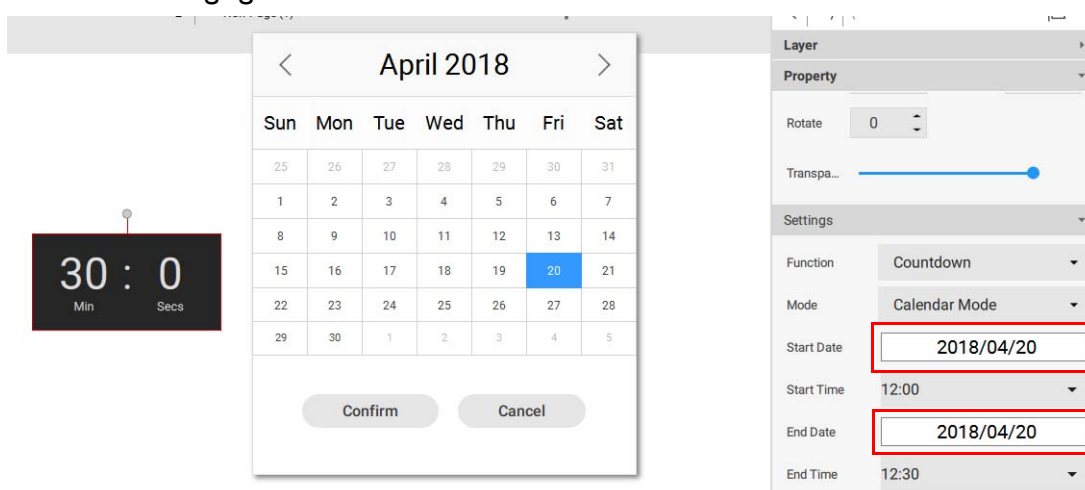 April 2018
Sun Mon Tue Wed Thu Fri Sat
25 26 27 28 29 30 31
1 2 3 4 5 6 7
8 9 10 11 12 13 14
15 16 17 18 19 20 21
22 23 24 25 26 27 28
29 30 1 2 3 4 5
Confirm Cancel
30 : 0
Min Secs
Layer
Property
Rotate 0
Transpa...
Settings
Function Countdown
Mode Calendar Mode
Start Date 2018/04/20
Start Time 12:00
End Date 2018/04/20
End Time 12:30